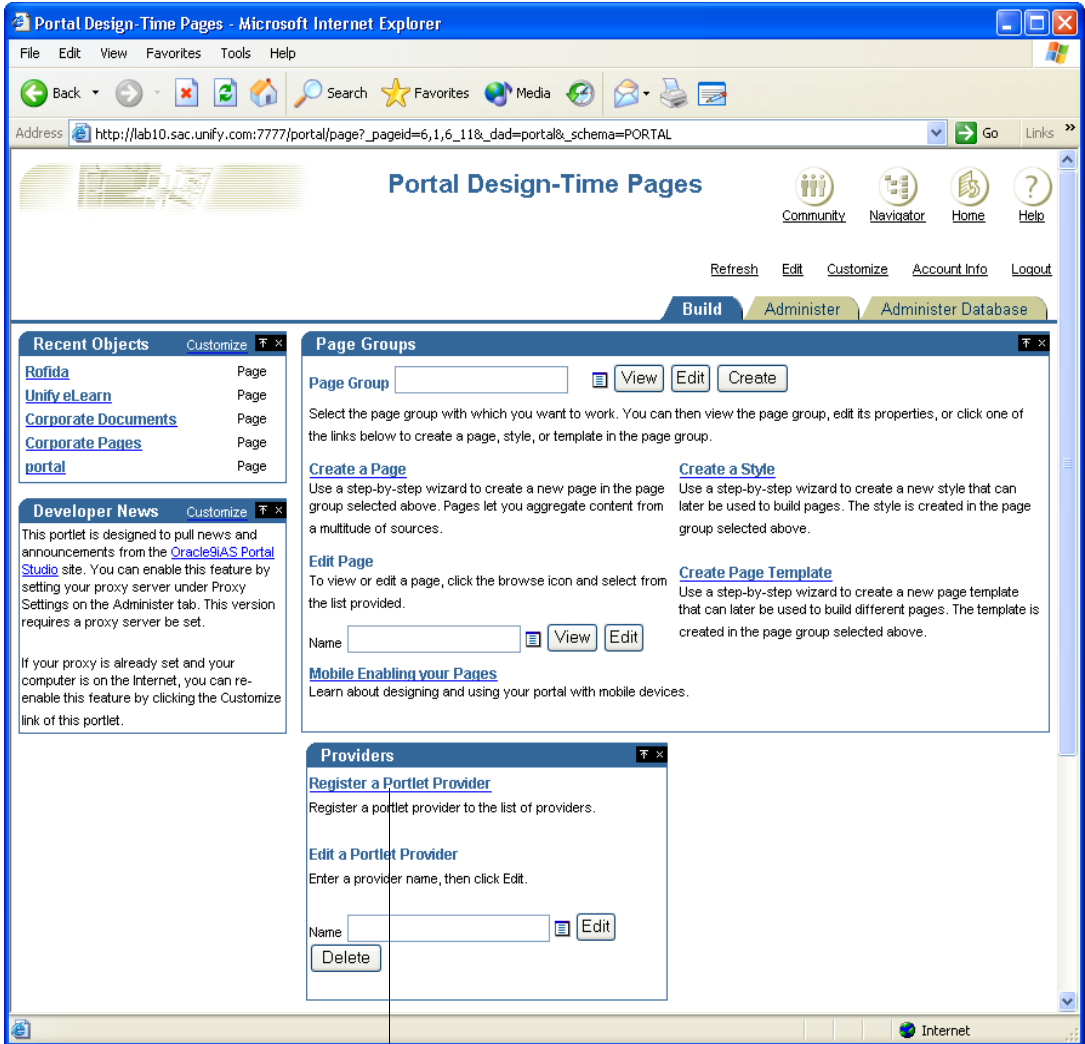 Portal Design-Time Pages - Microsoft Internet Explorer
File Edit View Favorites Tools Help
Back Search Favorites Media
Address http://lab10.sac.unify.com:7777/portal/page?_pageid=6,1,6_11&_dad=portal&_schema=PORTAL Go Links »
Portal Design-Time Pages
Community Navigator Home Help
Refresh Edit Customize Account Info Logout
Build Administer Administer Database
Recent Objects Customize
Rofida Page
Unify eLearn Page
Corporate Documents Page
Corporate Pages Page
portal Page
Developer News Customize
This portlet is designed to pull news and
announcements from the Oracle9iAS Portal
Studio site. You can enable this feature by
setting your proxy server under Proxy
Settings on the Administer tab. This version
requires a proxy server be set.
If your proxy is already set and your
computer is on the Internet, you can re-
enable this feature by clicking the Customize
link of this portlet.
Page Groups
Page Group View Edit Create
Select the page group with which you want to work. You can then view the page group, edit its properties, or click one of
the links below to create a page, style, or template in the page group.
Create a Page
Use a step-by-step wizard to create a new page in the page
group selected above. Pages let you aggregate content from
a multitude of sources.
Edit Page
To view or edit a page, click the browse icon and select from
the list provided.
Name View Edit
Mobile Enabling your Pages
Learn about designing and using your portal with mobile devices.
Create a Style
Use a step-by-step wizard to create a new style that can
later be used to build pages. The style is created in the page
group selected above.
Create Page Template
Use a step-by-step wizard to create a new page template
that can later be used to build different pages. The template is
created in the page group selected above.
Providers
Register a Portlet Provider
Register a portlet provider to the list of providers.
Edit a Portlet Provider
Enter a provider name, then click Edit.
Name Edit
Delete
Internet